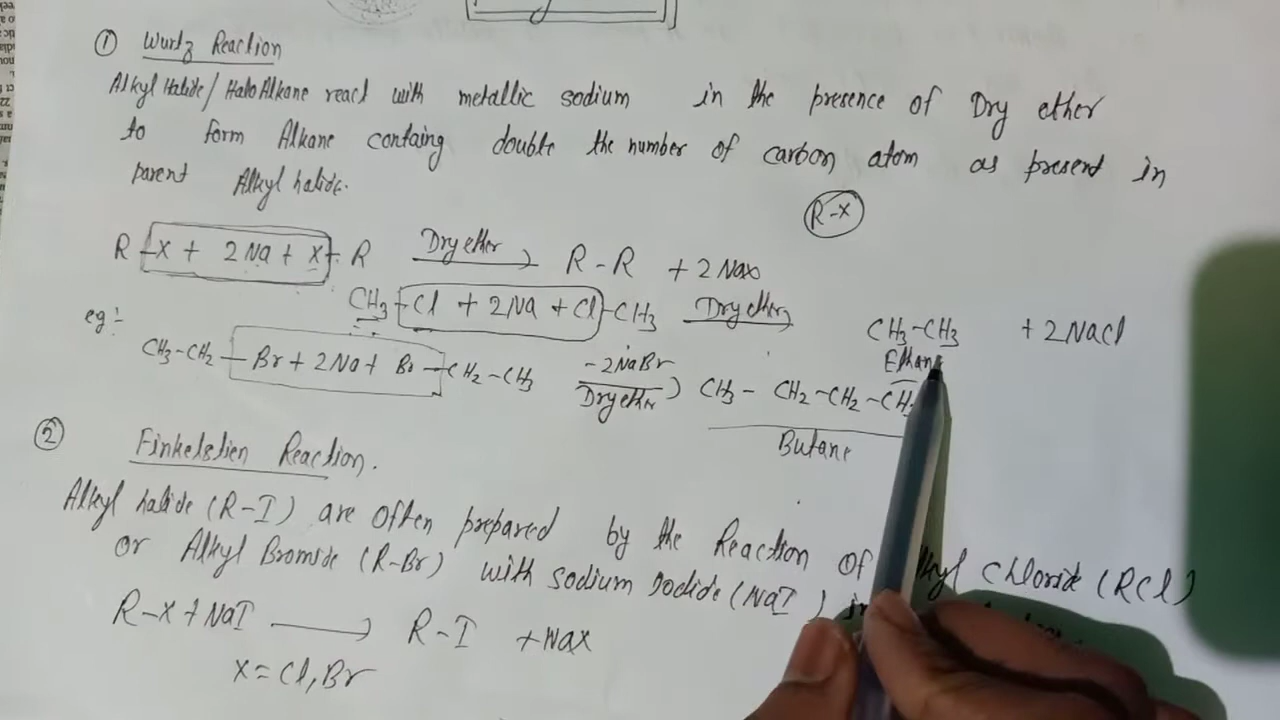 ① Wurtz Reaction
Alkyl Halide/ HaloAlkane react with metallic sodium in the presence of Dry ether
to form Alkane containg double the number of carbon atom as present in
parent Alkyl halide.
R-X
R-X + 2Na + X-R Dry ether → R-R + 2Nax
eg:- CH3-Cl + 2Na + Cl-CH3 Dry ether → CH3-CH3 + 2NaCl
Ethane
CH3-CH2-Br + 2Na + Br-CH2-CH3 -2NaBr Dry ether → CH3-CH2-CH2-CH
Butane
② Finkelstien Reaction.
Alkyl halide (R-I) are often prepared by the Reaction of chloride (RCl)
or Alkyl Bromide (R-Br) with sodium Iodide (NaI)
R-X + NaI → R-I + Nax
X = Cl, Br